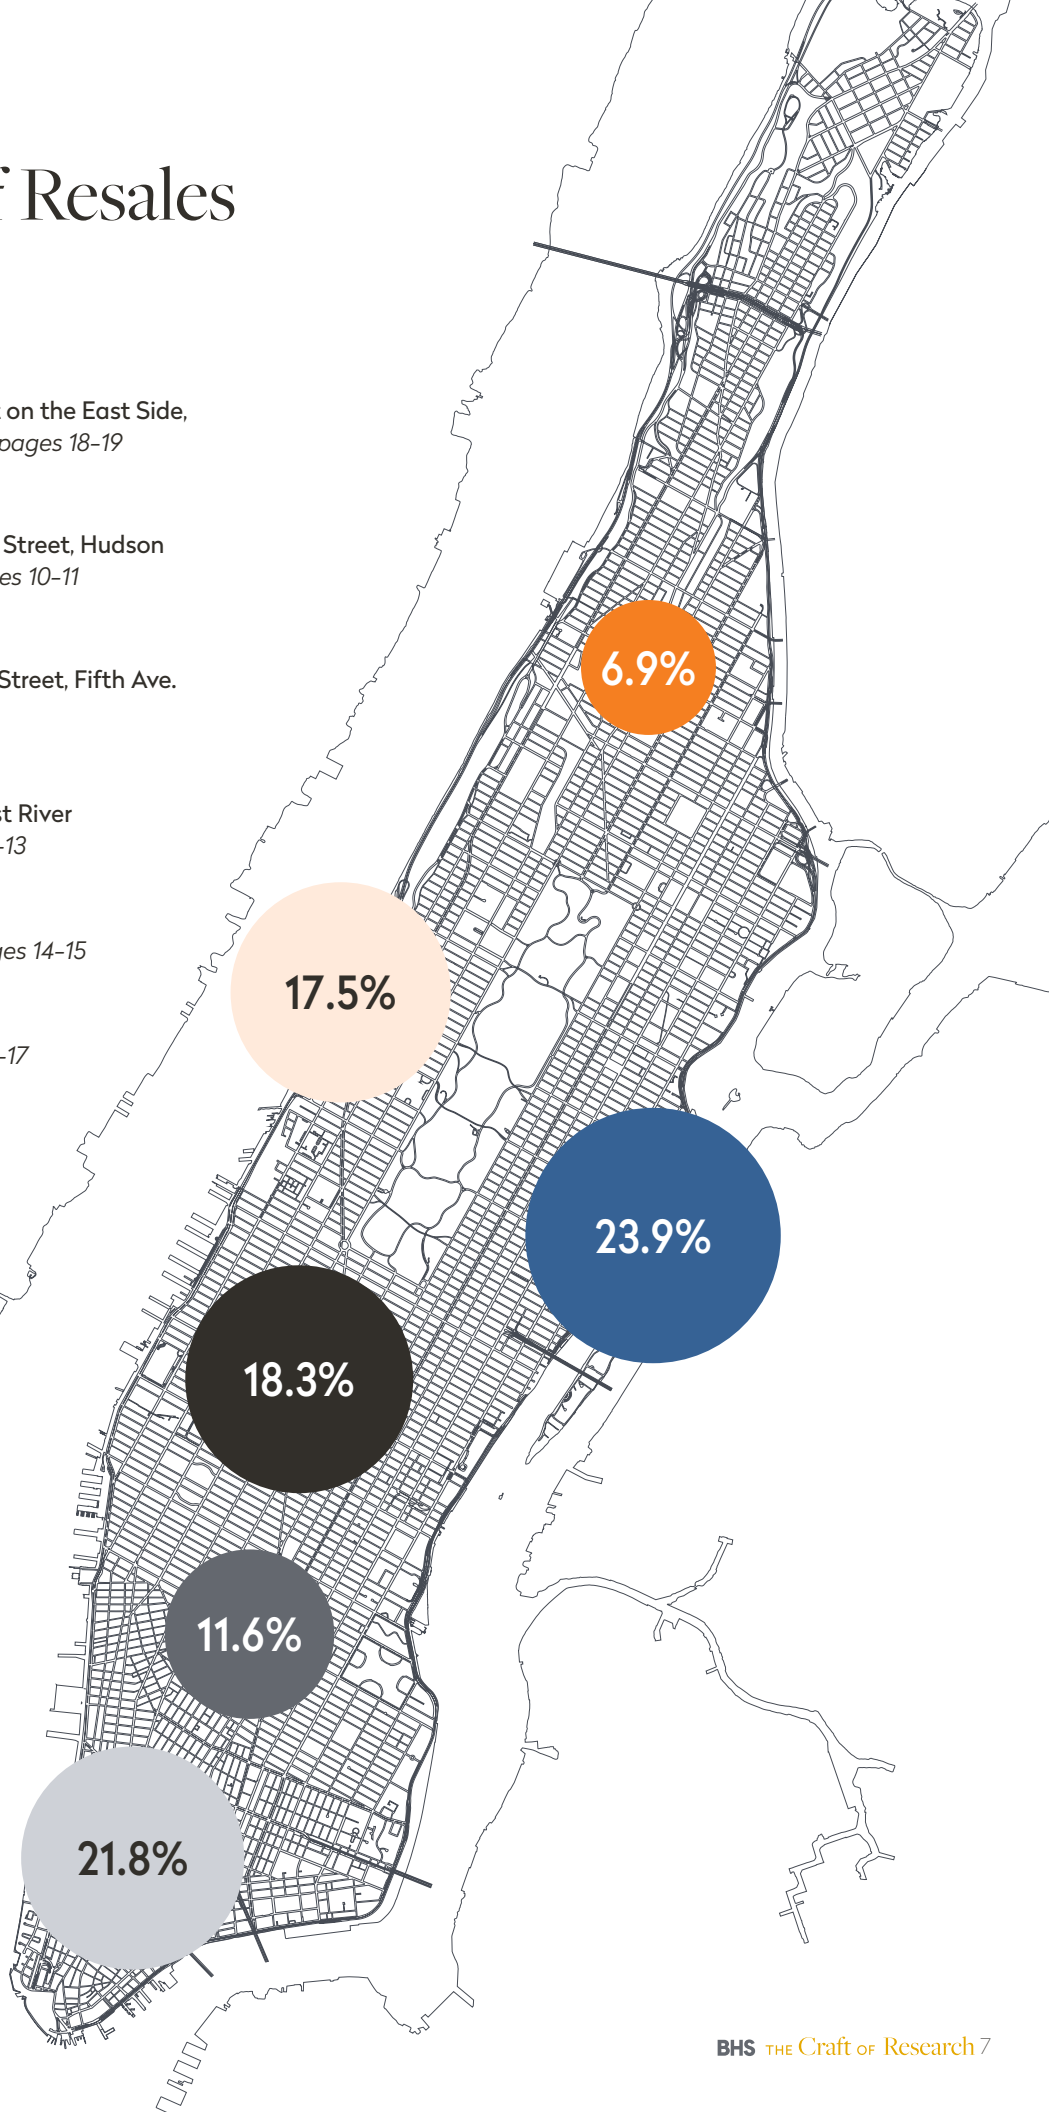 f Resales
on the East Side,
pages 18-19
Street, Hudson
es 10-11
Street, Fifth Ave.
st River
-13
ges 14-15
-17
6.9%
17.5%
23.9%
18.3%
11.6%
21.8%
BHS THE Craft OF Research 7